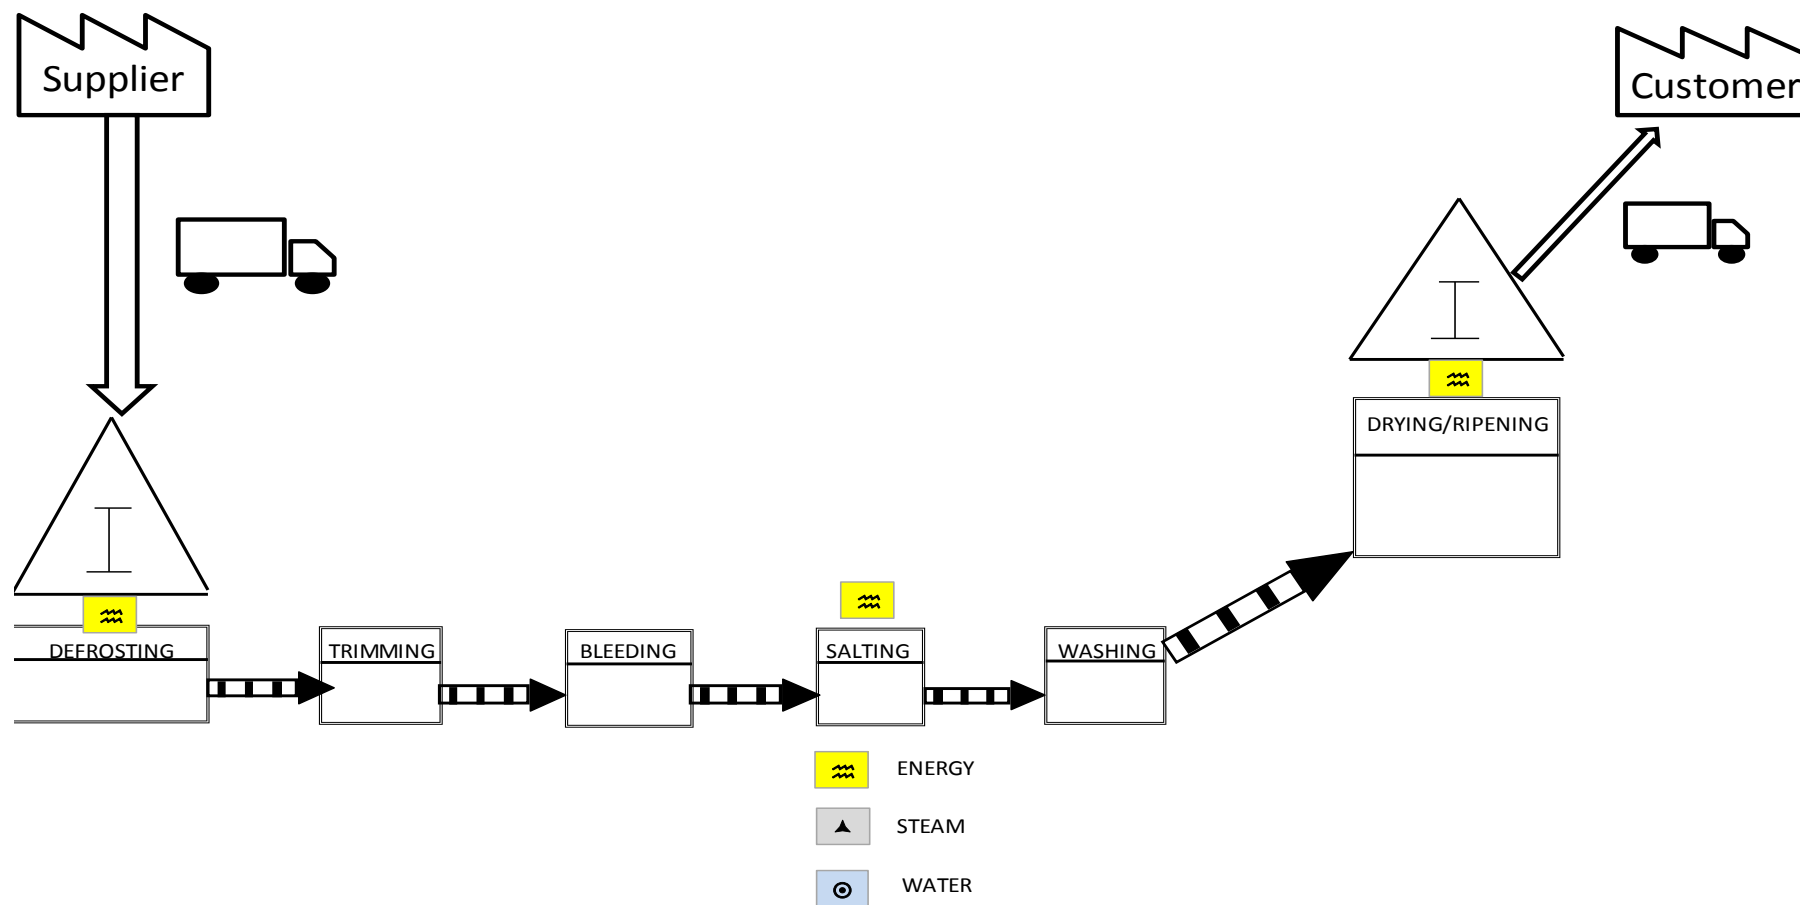 Supplier
Customer
DRYING/RIPENING
DEFROSTING
TRIMMING
BLEEDING
SALTING
WASHING
ENERGY
STEAM
WATER